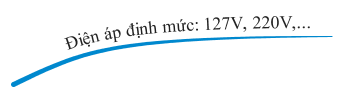 Điện áp định mức: 127V, 220V,...